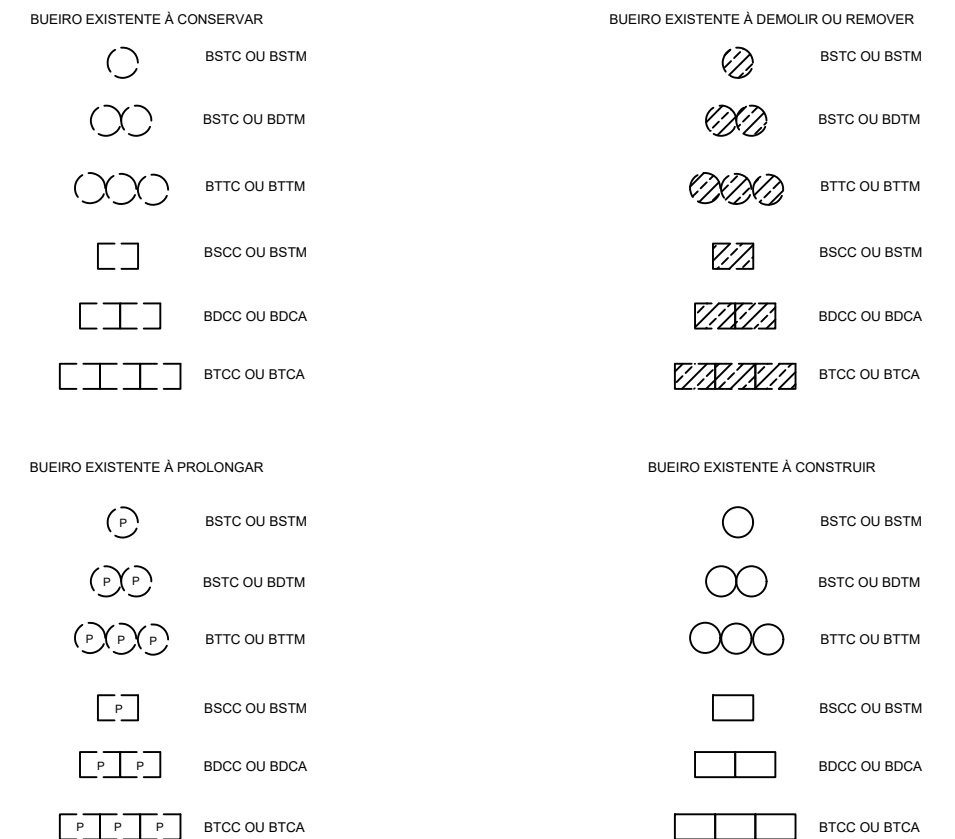 BUEIRO EXISTENTE À CONSERVAR
BSTC OU BSTM
BSTC OU BDTM
BTTC OU BTTM
BSCC OU BSTM
BDCC OU BDCA
BTCC OU BTCA
BUEIRO EXISTENTE À DEMOLIR OU REMOVER
BSTC OU BSTM
BSTC OU BDTM
BTTC OU BTTM
BSCC OU BSTM
BDCC OU BDCA
BTCC OU BTCA
BUEIRO EXISTENTE À PROLONGAR
P BSTC OU BSTM
P P BSTC OU BDTM
P P P BTTC OU BTTM
P BSCC OU BSTM
P P BDCC OU BDCA
P P P BTCC OU BTCA
BUEIRO EXISTENTE À CONSTRUIR
BSTC OU BSTM
BSTC OU BDTM
BTTC OU BTTM
BSCC OU BSTM
BDCC OU BDCA
BTCC OU BTCA